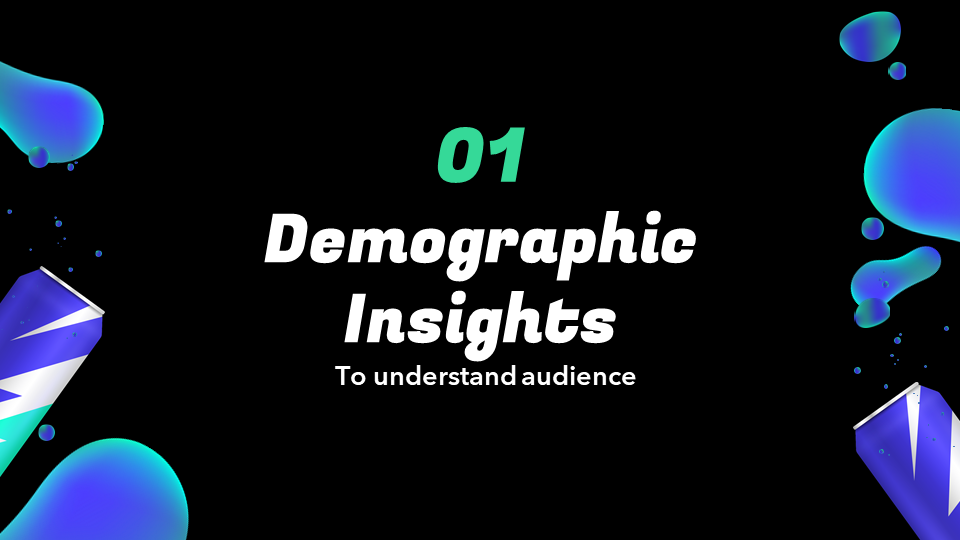 01
Demographic
Insights
To understand audience